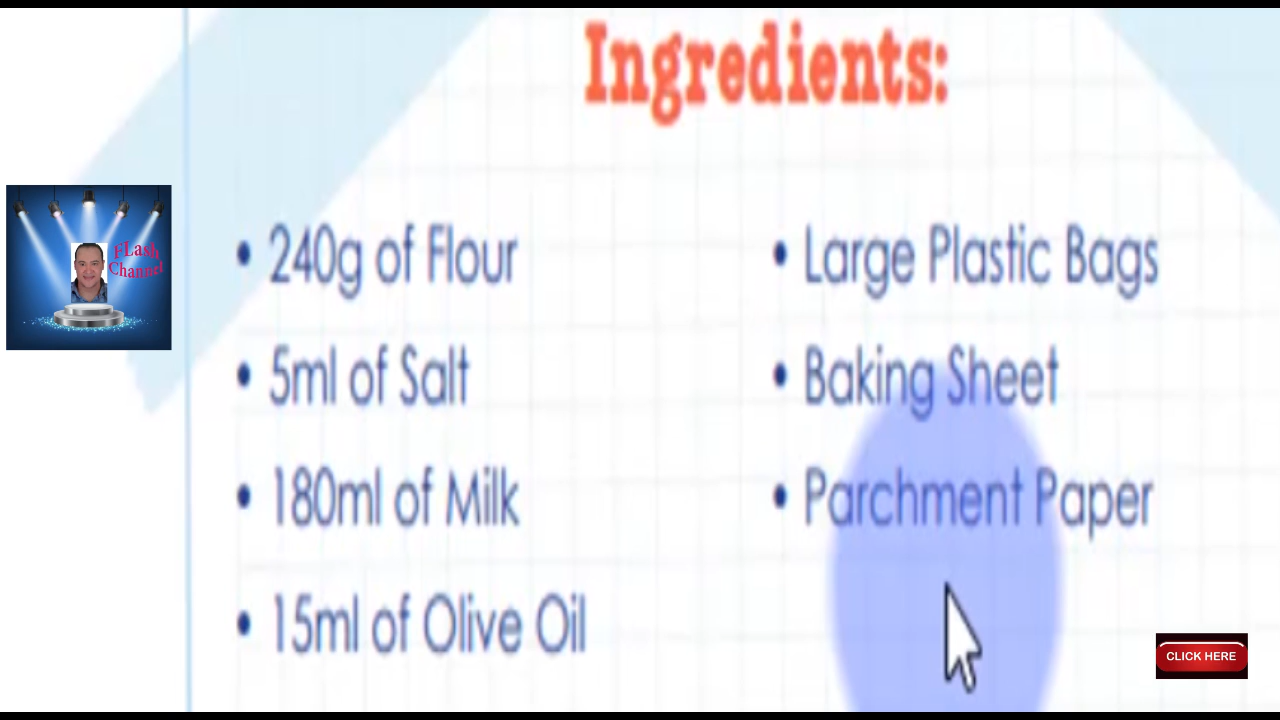 Ingredients:
• 240g of Flour
• 5ml of Salt
• 180ml of Milk
• 15ml of Olive Oil
• Large Plastic Bags
• Baking Sheet
• Parchment Paper
FLash
Channel
CLICK HERE